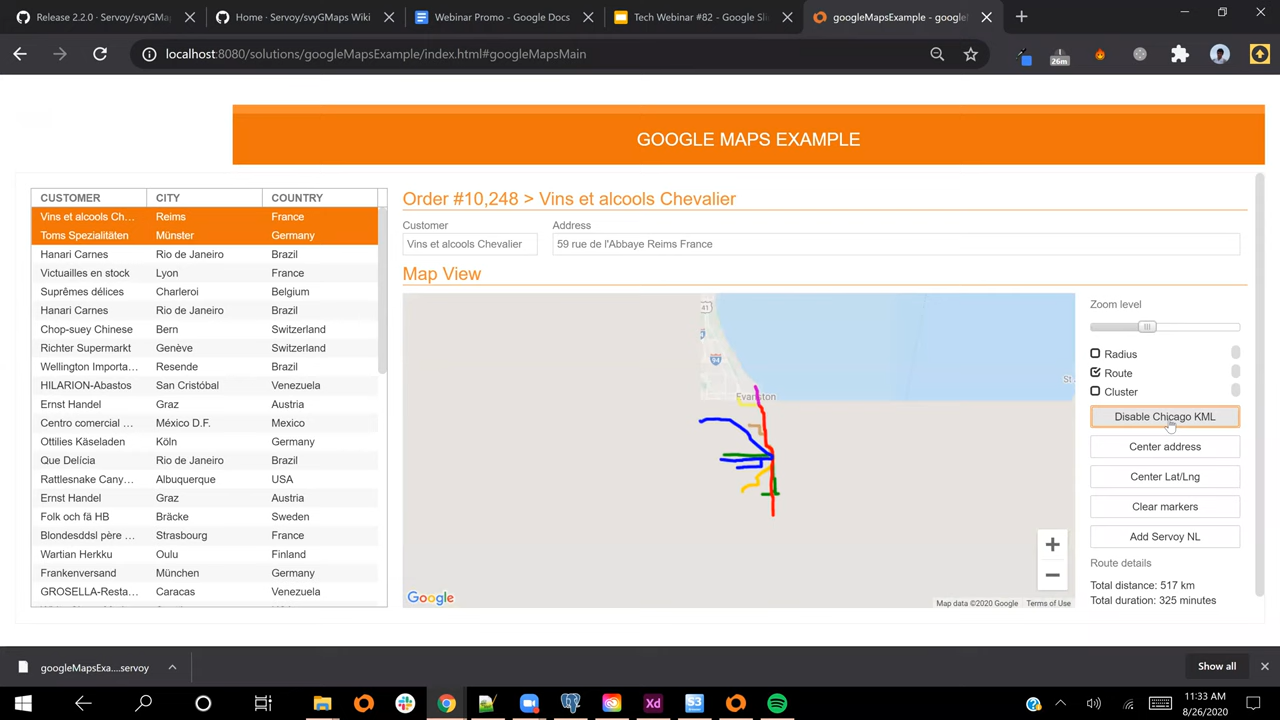 Release 2.2.0 · Servoy/svyGMa
Home · Servoy/svyGMaps Wiki
Webinar Promo - Google Docs
Tech Webinar #82 - Google Sli
googleMapsExample - google
localhost:8080/solutions/googleMapsExample/index.html#googleMapsMain
26m
GOOGLE MAPS EXAMPLE
CUSTOMER CITY COUNTRY
Vins et alcools Ch... Reims France
Toms Spezialitäten Münster Germany
Hanari Carnes Rio de Janeiro Brazil
Victuailles en stock Lyon France
Suprêmes délices Charleroi Belgium
Hanari Carnes Rio de Janeiro Brazil
Chop-suey Chinese Bern Switzerland
Richter Supermarkt Genève Switzerland
Wellington Importa... Resende Brazil
HILARION-Abastos San Cristóbal Venezuela
Ernst Handel Graz Austria
Centro comercial ... México D.F. Mexico
Ottilies Käseladen Köln Germany
Que Delícia Rio de Janeiro Brazil
Rattlesnake Cany... Albuquerque USA
Ernst Handel Graz Austria
Folk och fä HB Bräcke Sweden
Blondesddsl père ... Strasbourg France
Wartian Herkku Oulu Finland
Frankenversand München Germany
GROSELLA-Resta... Caracas Venezuela
Order #10,248 > Vins et alcools Chevalier
Customer Address
Vins et alcools Chevalier 59 rue de l'Abbaye Reims France
Map View
41
94
Evanston
St
Google
Map data ©2020 Google Terms of Use
Zoom level
Radius
Route
Cluster
Disable Chicago KML
Center address
Center Lat/Lng
Clear markers
Add Servoy NL
Route details
Total distance: 517 km
Total duration: 325 minutes
googleMapsExa....servoy
Show all
Xd
11:33 AM
8/26/2020